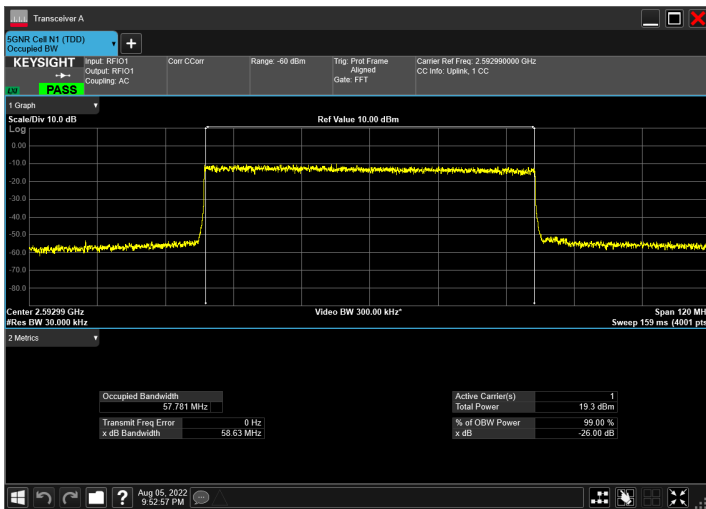 Transceiver A
5GNR Cell N1 (TDD)
Occupied BW
KEYSIGHT
LXI
PASS
Input: RFIO1
Output: RFIO1
Coupling: AC
Corr CCorr
Range: -60 dBm
Trig: Prot Frame
Aligned
Gate: FFT
Carrier Ref Freq: 2.592990000 GHz
CC Info: Uplink, 1 CC
1 Graph
Scale/Div 10.0 dB
Ref Value 10.00 dBm
Log
0.00
-10.0
-20.0
-30.0
-40.0
-50.0
-60.0
-70.0
-80.0
Center 2.59299 GHz
Video BW 300.00 kHz*
Span 120 MH
#Res BW 30.000 kHz
Sweep 159 ms (4001 pts
2 Metrics
Occupied Bandwidth
57.781 MHz
Transmit Freq Error 0 Hz
x dB Bandwidth 58.63 MHz
Active Carrier(s) 1
Total Power 19.3 dBm
% of OBW Power 99.00 %
x dB -26.00 dB
?
Aug 05, 2022
9:52:57 PM